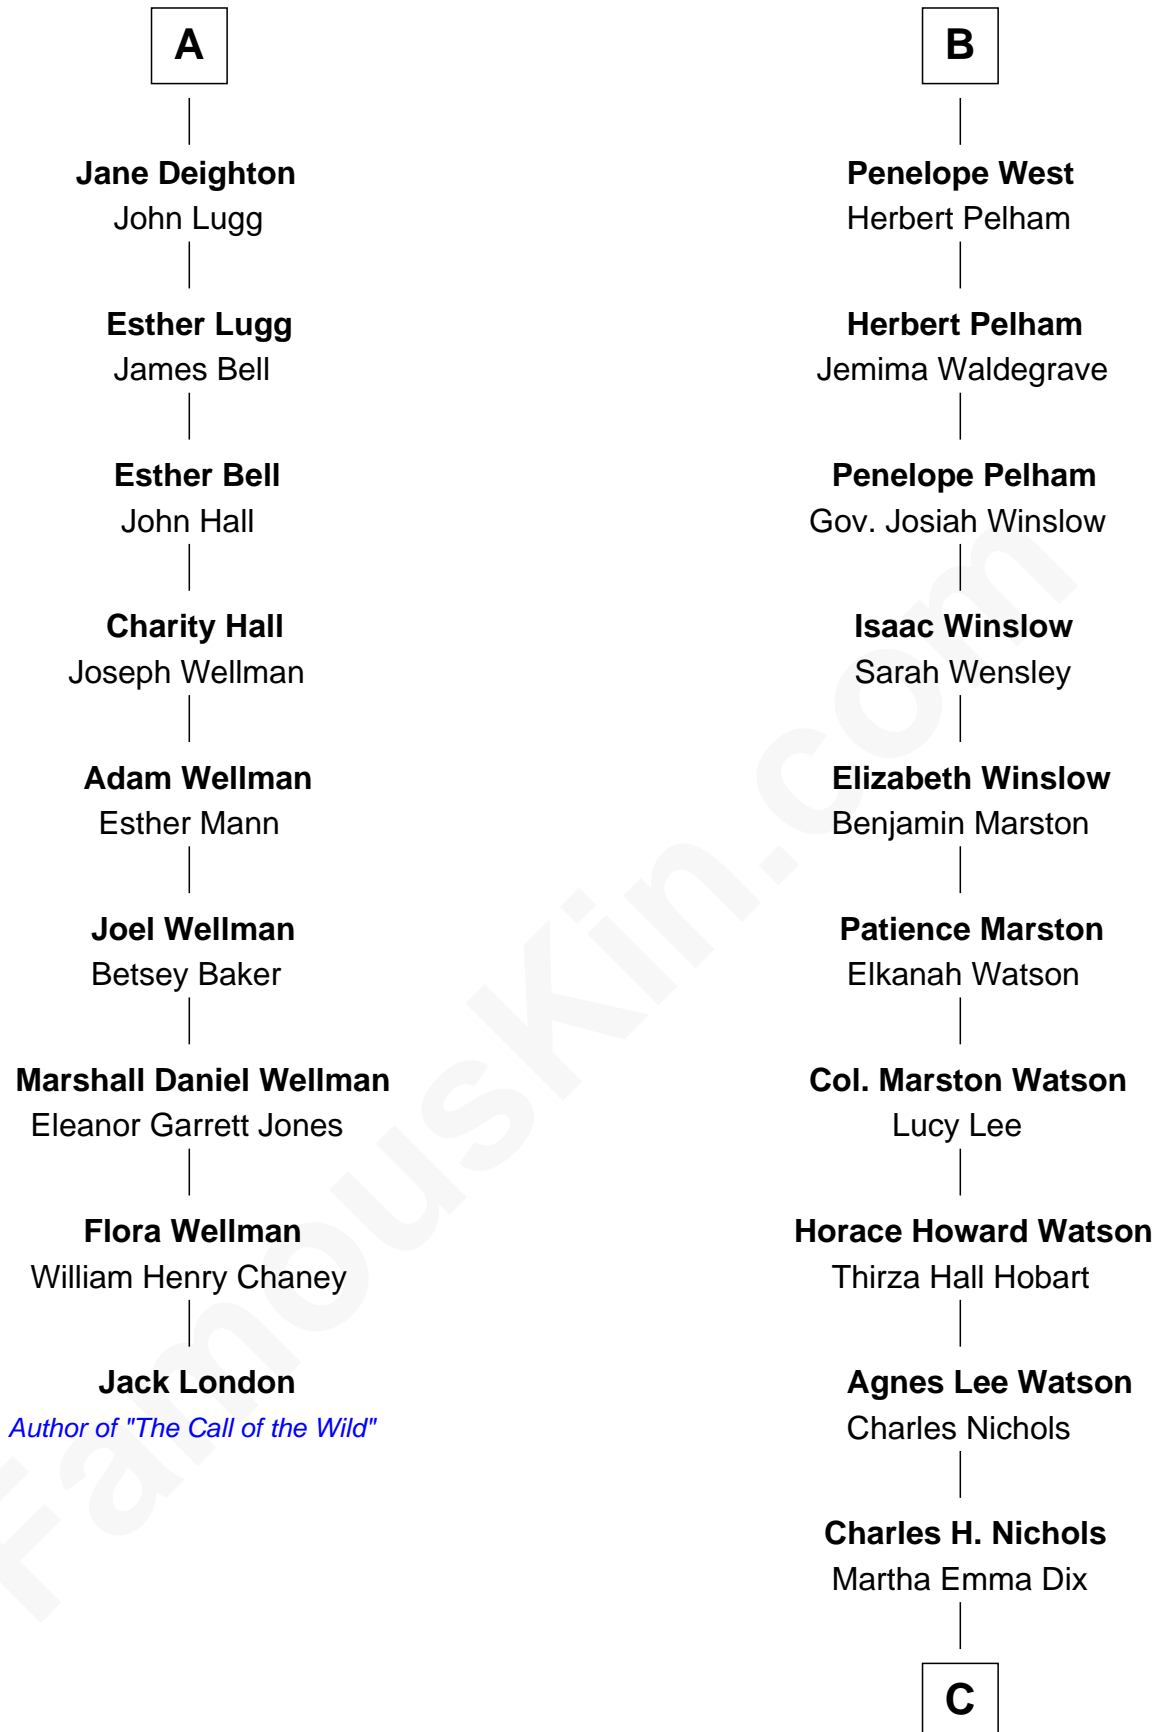 A
Jane Deighton
John Lugg
Esther Lugg
James Bell
Esther Bell
John Hall
Charity Hall
Joseph Wellman
Adam Wellman
Esther Mann
Joel Wellman
Betsey Baker
Marshall Daniel Wellman
Eleanor Garrett Jones
Flora Wellman
William Henry Chaney
Jack London
Author of "The Call of the Wild"
B
Penelope West
Herbert Pelham
Herbert Pelham
Jemima Waldegrave
Penelope Pelham
Gov. Josiah Winslow
Isaac Winslow
Sarah Wensley
Elizabeth Winslow
Benjamin Marston
Patience Marston
Elkanah Watson
Col. Marston Watson
Lucy Lee
Horace Howard Watson
Thirza Hall Hobart
Agnes Lee Watson
Charles Nichols
Charles H. Nichols
Martha Emma Dix
C
FamousKin.com